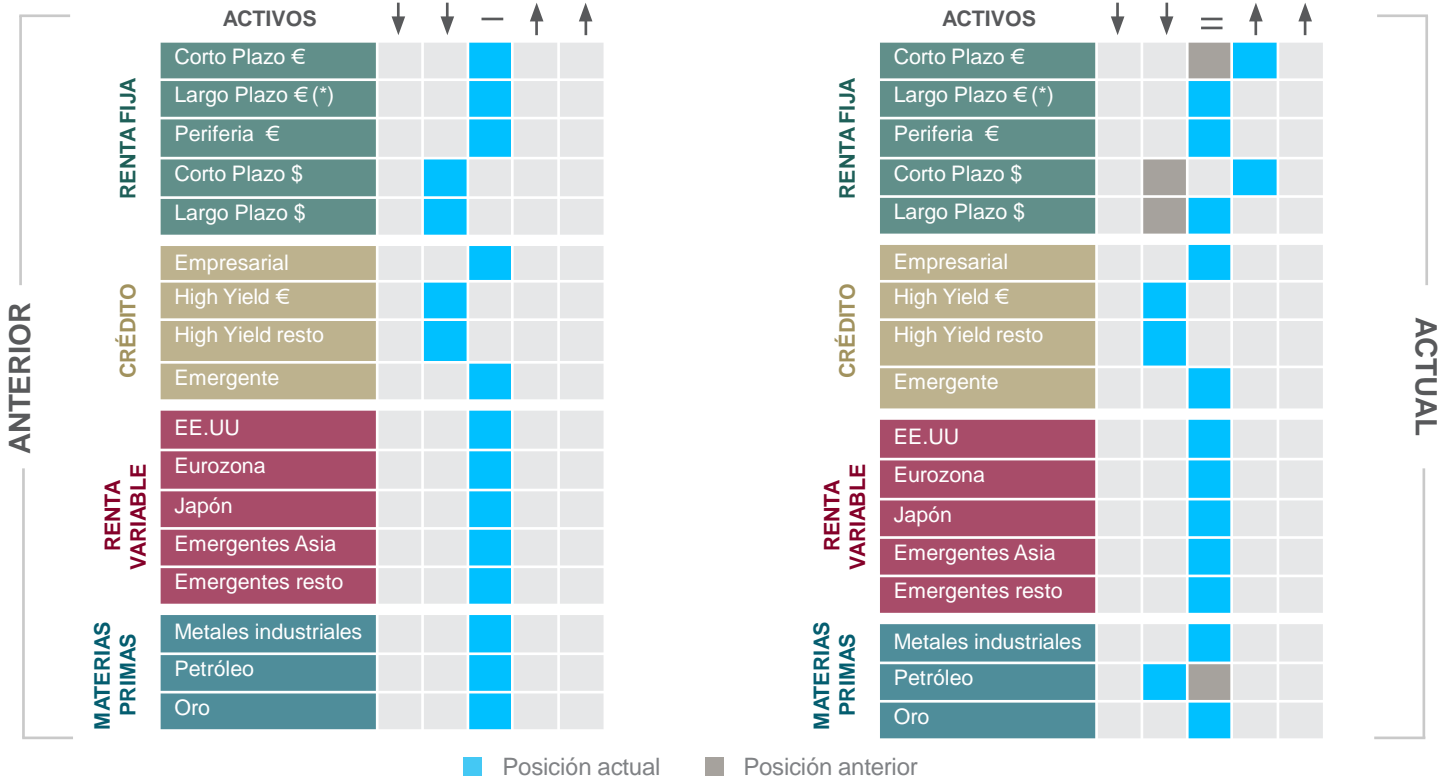 ANTERIOR
ACTIVOS
RENTA FIJA
Corto Plazo €
Largo Plazo € (*)
Periferia €
Corto Plazo $
Largo Plazo $
CRÉDITO
Empresarial
High Yield €
High Yield resto
Emergente
RENTA
VARIABLE
EE.UU
Eurozona
Japón
Emergentes Asia
Emergentes resto
MATERIAS
PRIMAS
Metales industriales
Petróleo
Oro
ACTIVOS
RENTA FIJA
Corto Plazo €
Largo Plazo € (*)
Periferia €
Corto Plazo $
Largo Plazo $
CRÉDITO
Empresarial
High Yield €
High Yield resto
Emergente
RENTA
VARIABLE
EE.UU
Eurozona
Japón
Emergentes Asia
Emergentes resto
MATERIAS
PRIMAS
Metales industriales
Petróleo
Oro
ACTUAL
Posición actual
Posición anterior